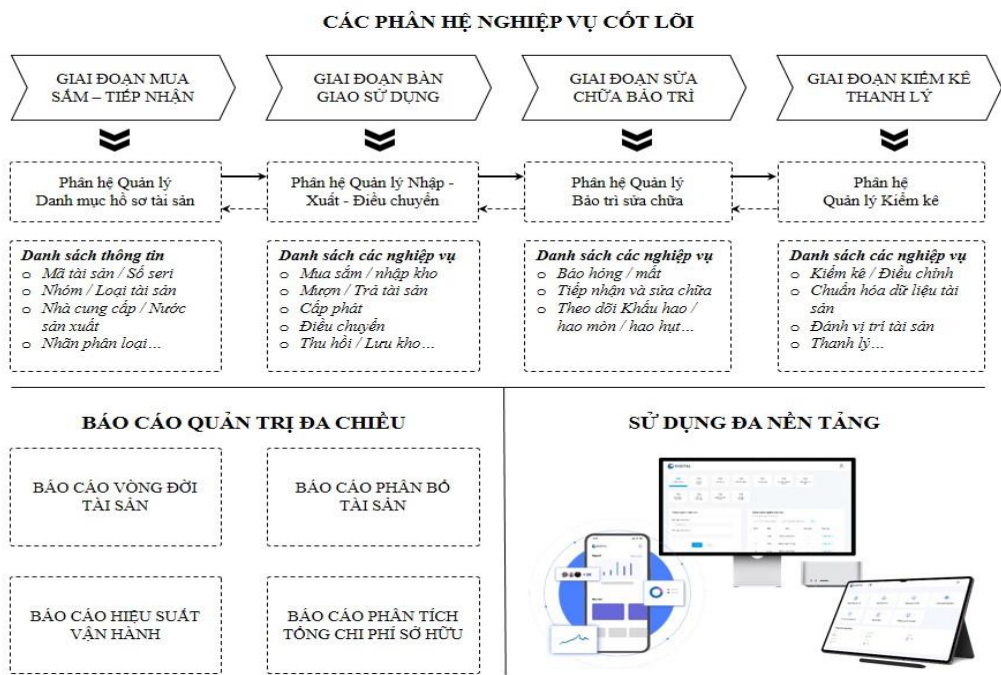 CÁC PHÂN HỆ NGHIỆP VỤ CỐT LÕI
GIAI ĐOẠN MUA
SẮM – TIẾP NHẬN
GIAI ĐOẠN BÀN
GIAO SỬ DỤNG
GIAI ĐOẠN SỬA
CHỮA BẢO TRÌ
GIAI ĐOẠN KIỂM KÊ
THANH LÝ
Phân hệ Quản lý
Danh mục hồ sơ tài sản
Phân hệ Quản lý Nhập -
Xuất - Điều chuyển
Phân hệ Quản lý
Bảo trì sửa chữa
Phân hệ
Quản lý Kiểm kê
Danh sách thông tin
o Mã tài sản / Số seri
o Nhóm / Loại tài sản
o Nhà cung cấp / Nước
sản xuất
o Nhãn phân loại…
Danh sách các nghiệp vụ
o Mua sắm / nhập kho
o Mượn / Trả tài sản
o Cấp phát
o Điều chuyển
o Thu hồi / Lưu kho…
Danh sách các nghiệp vụ
o Báo hỏng / mất
o Tiếp nhận và sửa chữa
o Theo dõi Khấu hao /
hao mòn / hao hụt…
Danh sách các nghiệp vụ
o Kiểm kê / Điều chỉnh
o Chuẩn hóa dữ liệu tài
sản
o Đánh vị trí tài sản
o Thanh lý…
BÁO CÁO QUẢN TRỊ ĐA CHIỀU
BÁO CÁO VÒNG ĐỜI
TÀI SẢN
BÁO CÁO PHÂN BỔ
TÀI SẢN
BÁO CÁO HIỆU SUẤT
VẬN HÀNH
BÁO CÁO PHÂN TÍCH
TỔNG CHI PHÍ SỞ HỮU
SỬ DỤNG ĐA NỀN TẢNG